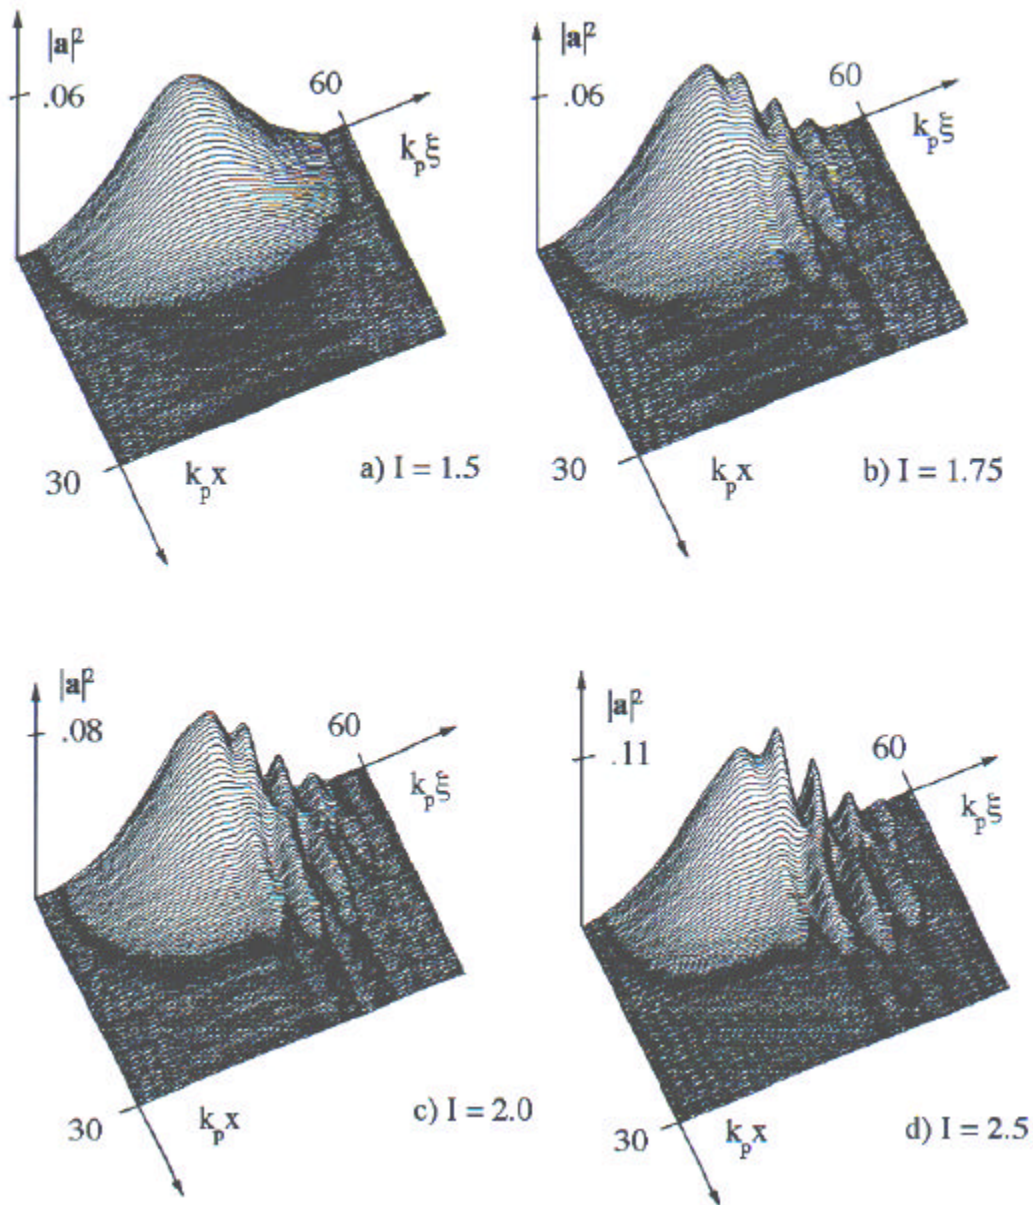 |a|²
.06
60
kₚξ
30
kₚx
a) I = 1.5
|a|²
.06
60
kₚξ
30
kₚx
b) I = 1.75
|a|²
.08
60
kₚξ
30
kₚx
c) I = 2.0
|a|²
.11
60
kₚξ
30
kₚx
d) I = 2.5